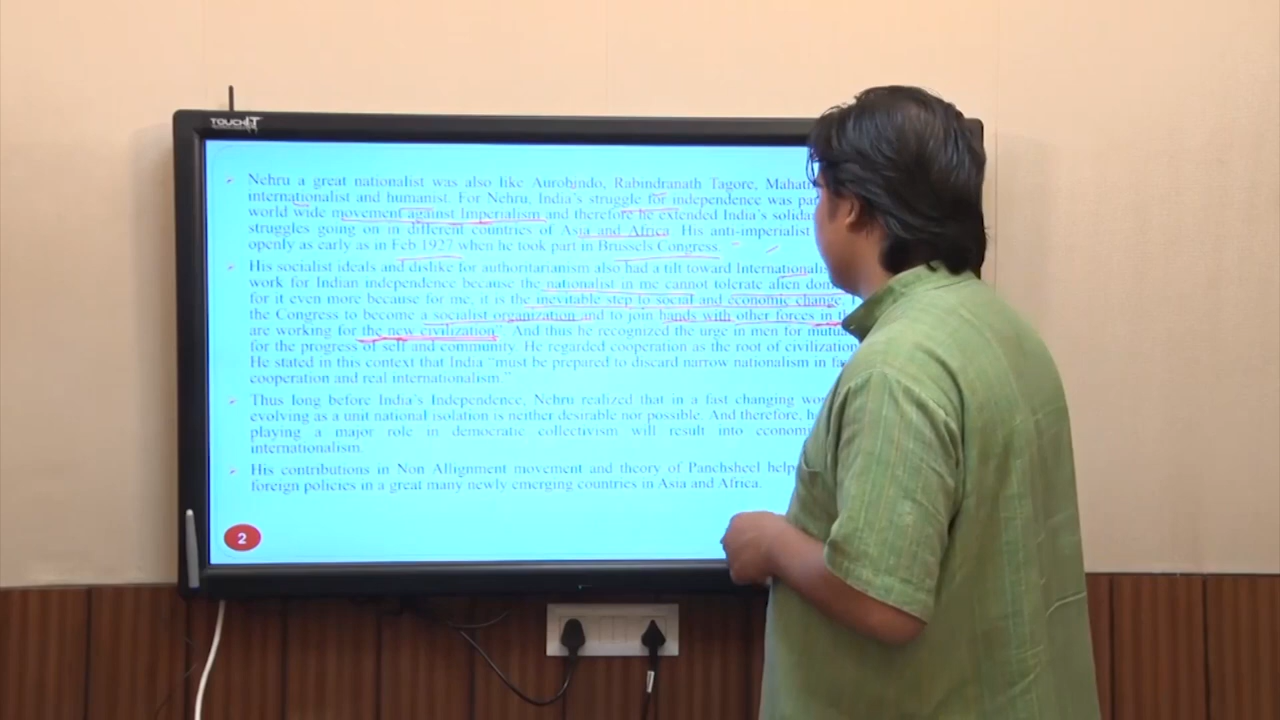 TOUCHIT
Nehru a great nationalist was also like Aurobindo, Rabindranath Tagore,
internationalist and humanist. For Nehru, India's struggle for independence was
world wide movement against Imperialism and therefore he extended India's
struggles going on in different countries of Asia and Africa. His anti-imperialist
openly as early as in Feb 1927 when he took part in Brussels Congress.
His socialist ideals and dislike for authoritarianism also had a tilt toward
work for Indian independence because the nationalist in me cannot tolerate alien
for it even more because for me, it is the inevitable step to social and economic change.
the Congress to become a socialist organization and to join hands with other forces in
are working for the new civilization". And thus he recognized the urge in men for
for the progress of self and community. He regarded cooperation as the root of civilization
He stated in this context that India "must be prepared to discard narrow nationalism in
cooperation and real internationalism."
Thus long before India's Independence, Nehru realized that in a fast changing
evolving as a unit national isolation is neither desirable nor possible. And therefore,
playing a major role in democratic collectivism will result into
internationalism.
His contributions in Non Allignment movement and theory of Panchsheel
foreign policies in a great many newly emerging countries in Asia and Africa.
2